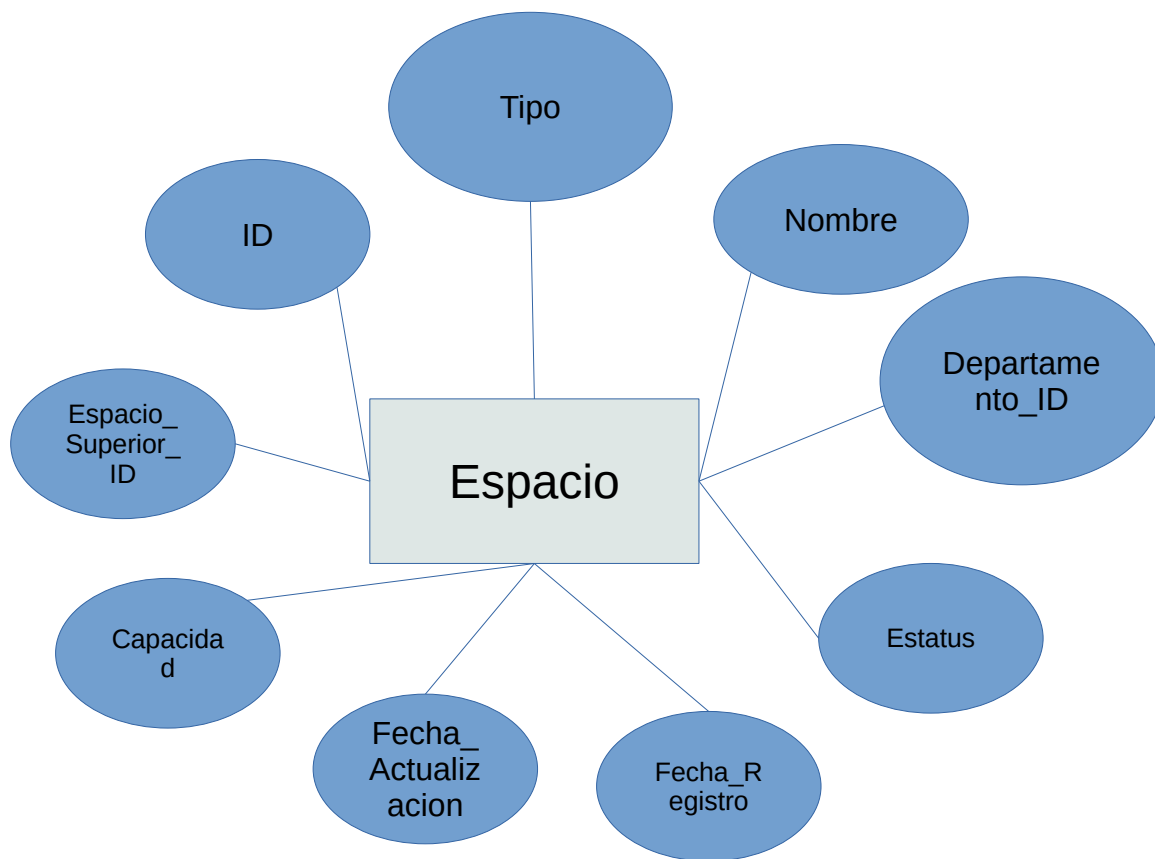 Tipo
Nombre
ID
Departame
nto_ID
Espacio_
Superior_
ID
Espacio
Estatus
Capacida
d
Fecha_
Actualiz
acion
Fecha_R
egistro